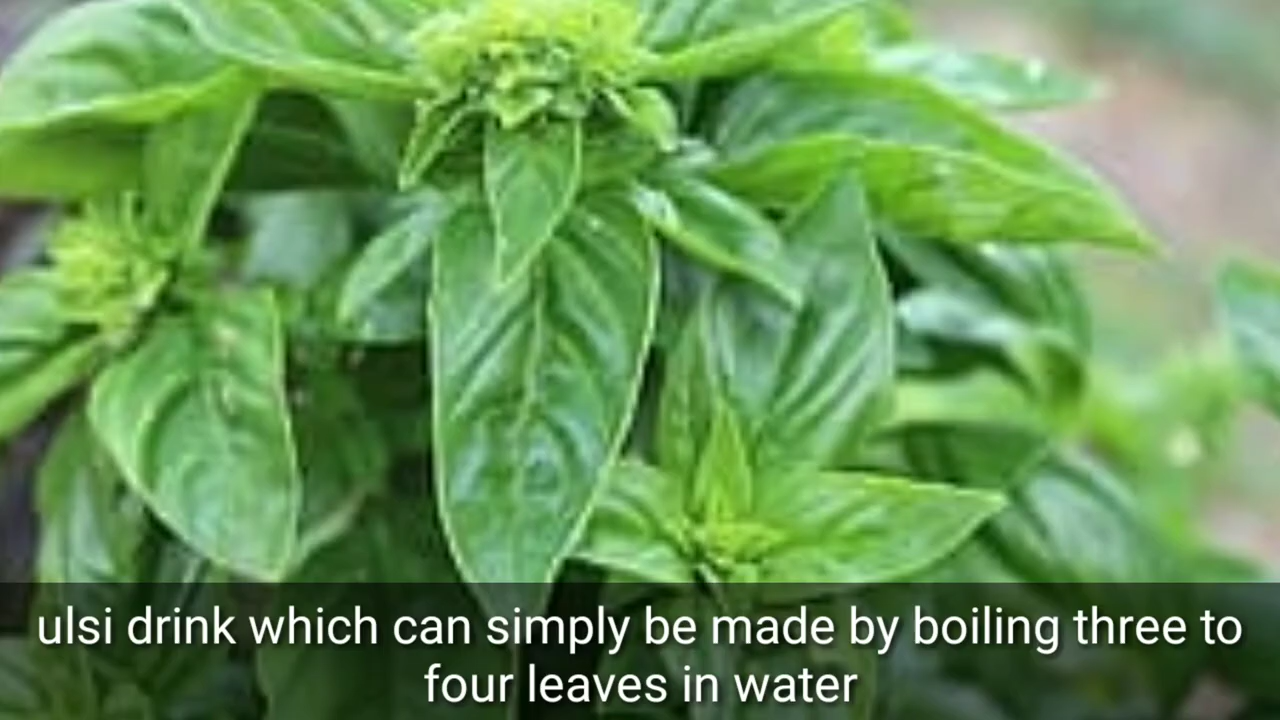 ulsi drink which can simply be made by boiling three to
four leaves in water